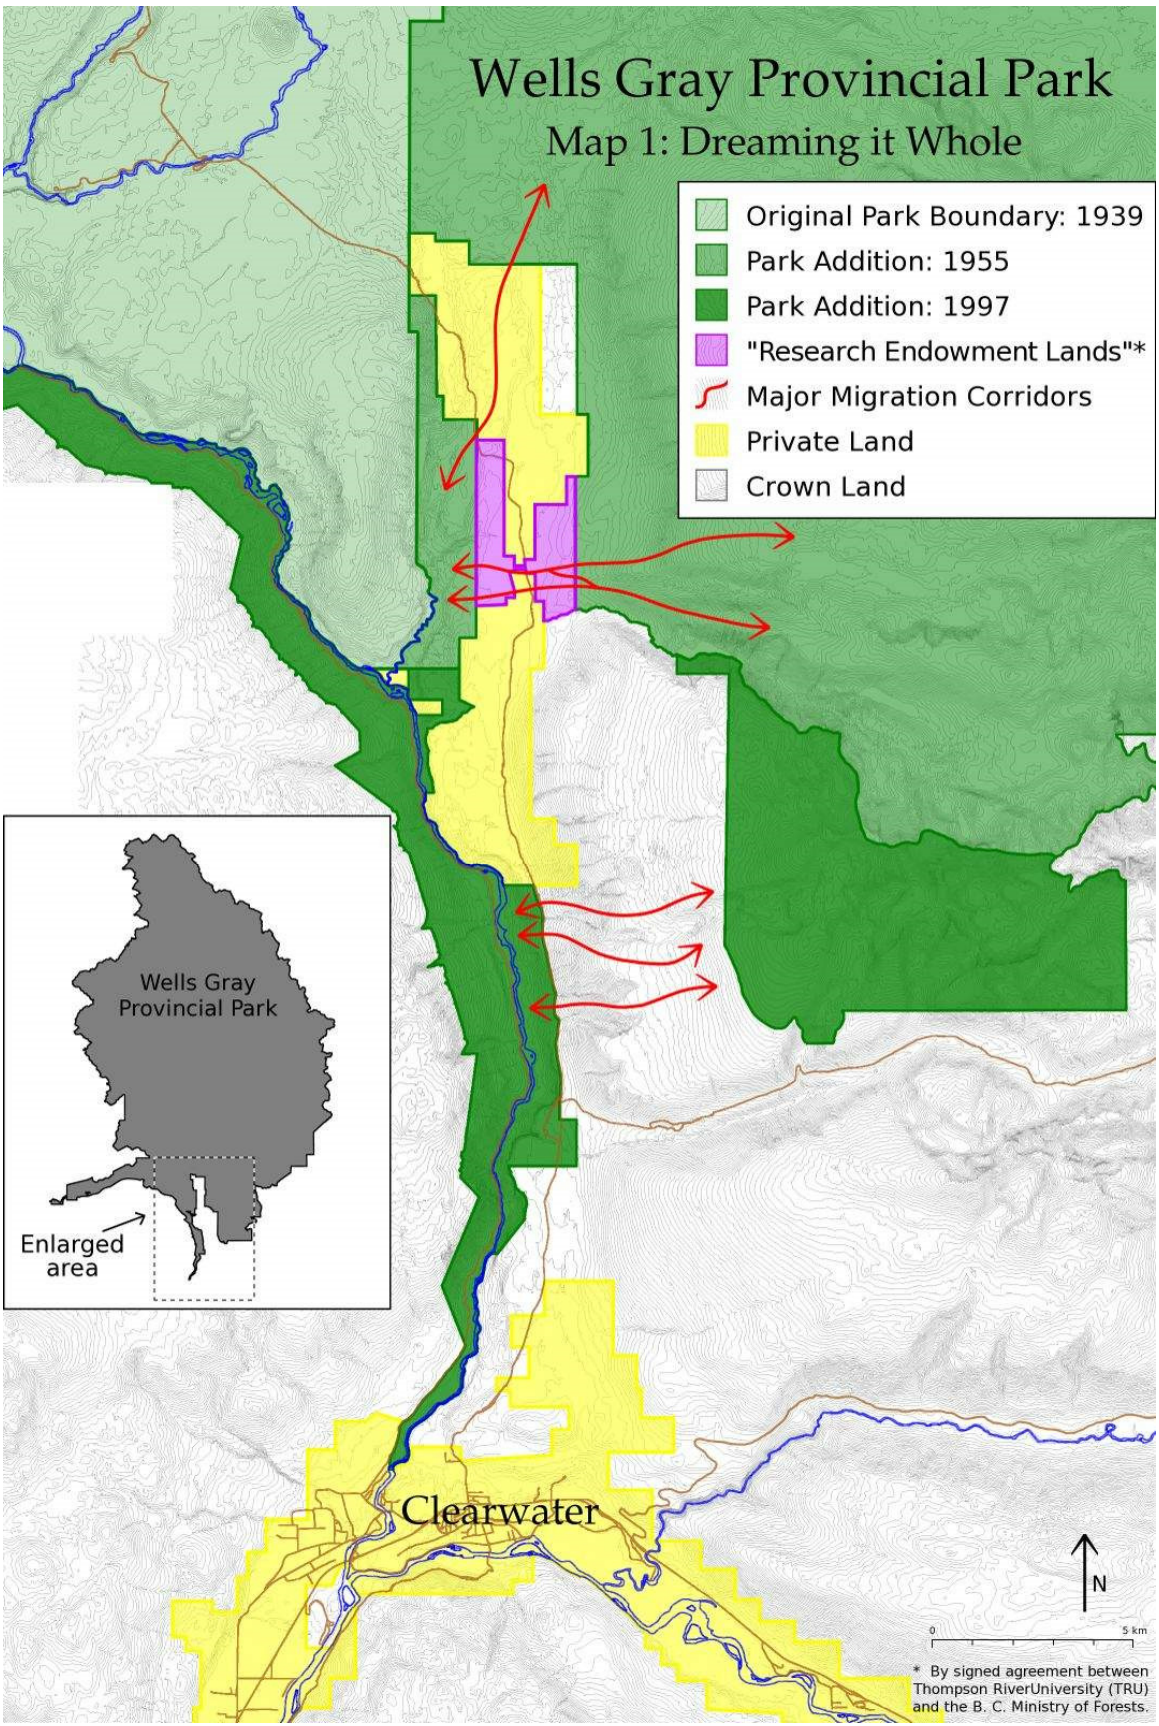 Wells Gray Provincial Park
Map 1: Dreaming it Whole
Original Park Boundary: 1939
Park Addition: 1955
Park Addition: 1997
"Research Endowment Lands"*
Major Migration Corridors
Private Land
Crown Land
Wells Gray
Provincial Park
Enlarged
area
Clearwater
N
0 5 km
* By signed agreement between
Thompson RiverUniversity (TRU)
and the B. C. Ministry of Forests.